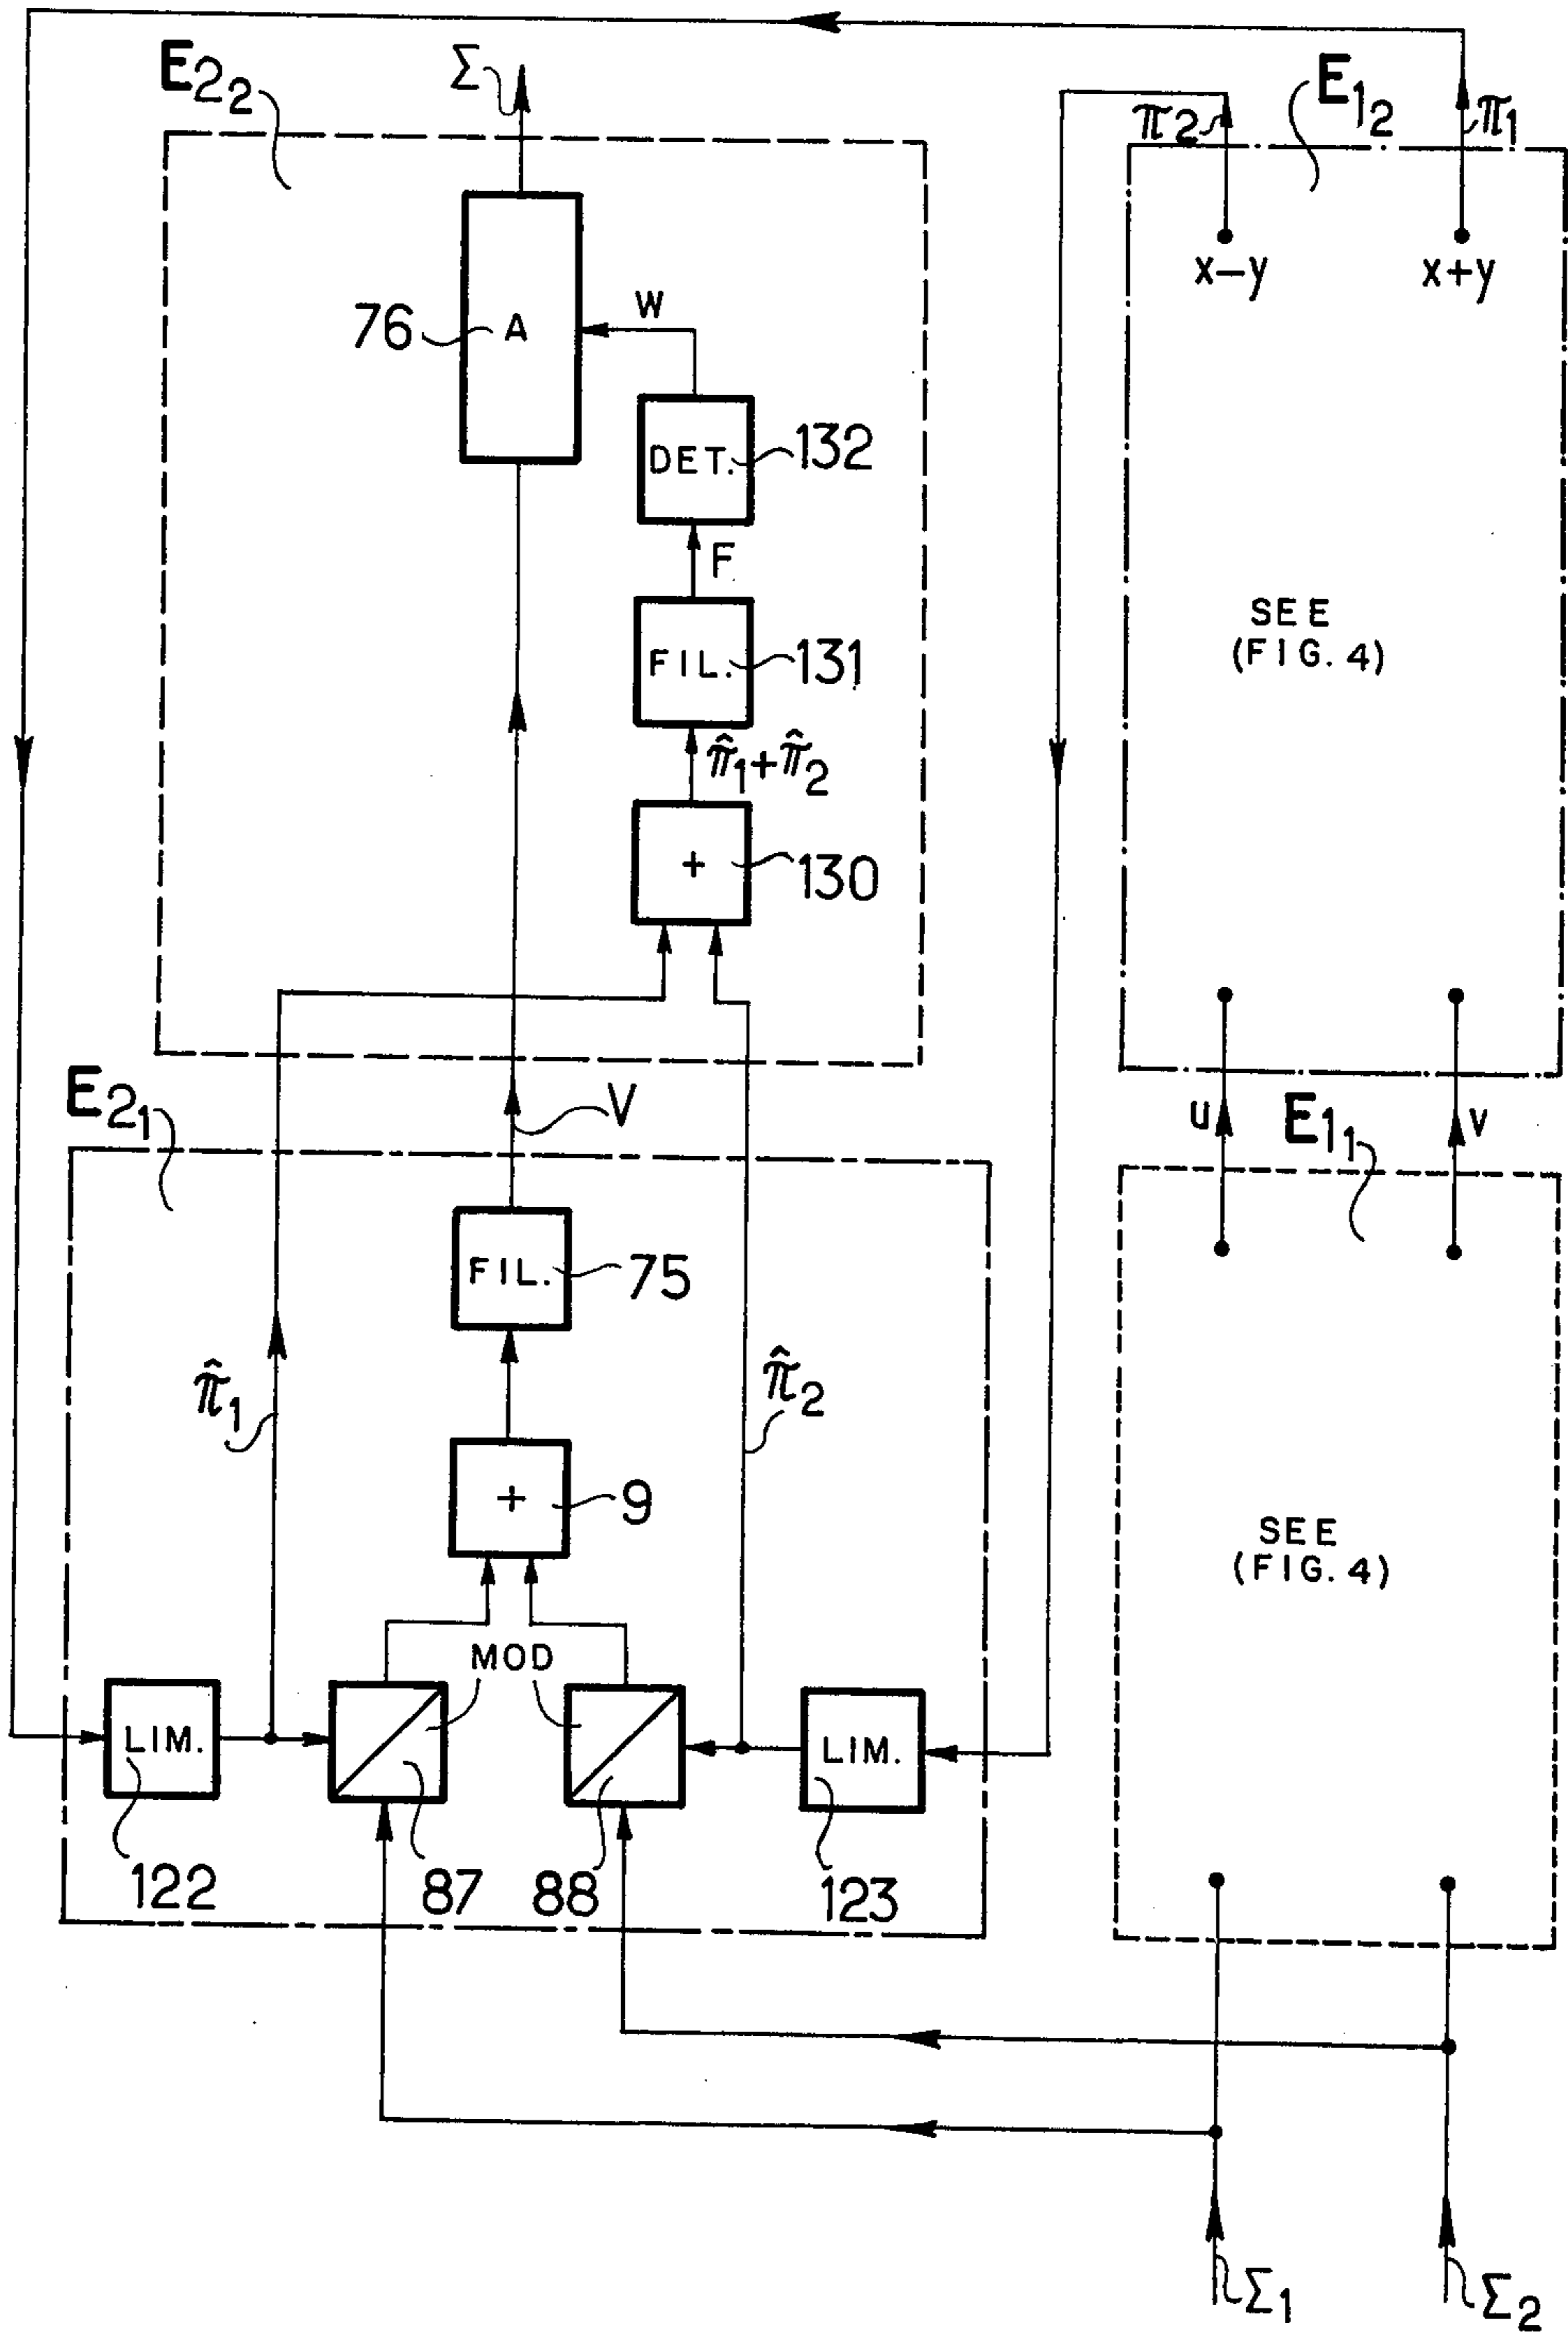 E2₂
Σ
π2
E1₂
π1
x−y
x+y
76
A
W
DET.
132
F
FIL.
131
SEE
(FIG. 4)
π̂1+π̂2
+
130
E2₁
V
u
E1₁
v
FIL.
75
π̂1
π̂2
+
9
SEE
(FIG. 4)
MOD
LIM.
LIM.
122
87
88
123
Σ1
Σ2